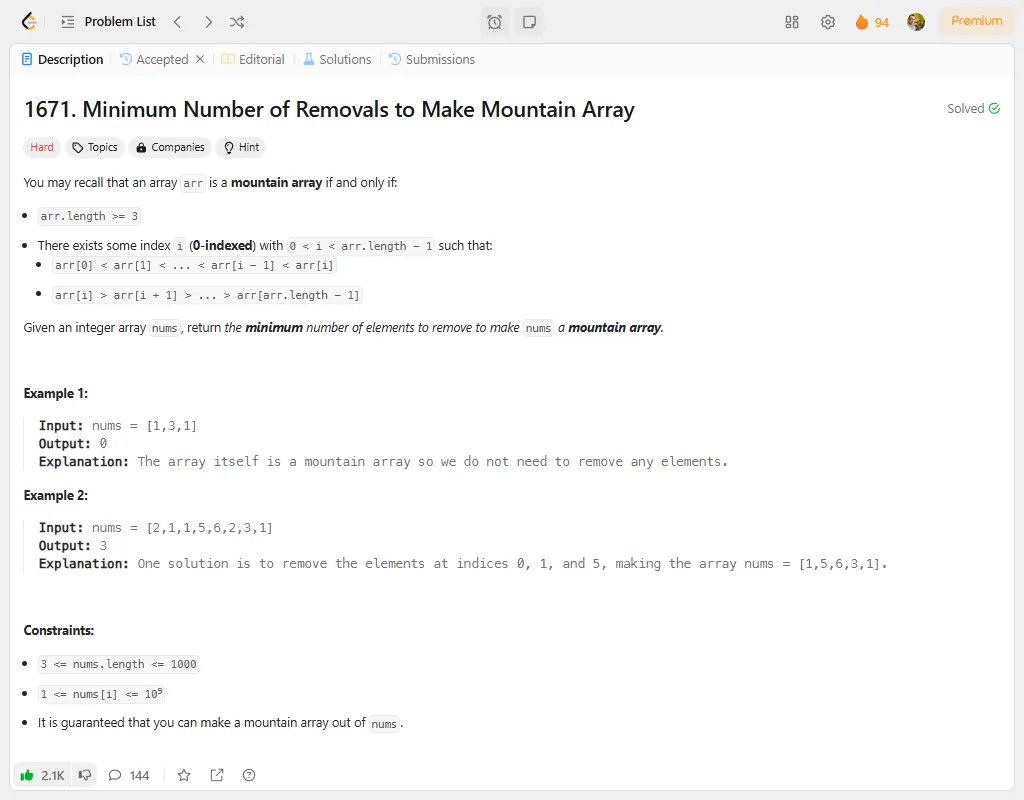 Problem List
94
Premium
Description
Accepted
Editorial
Solutions
Submissions
1671. Minimum Number of Removals to Make Mountain Array
Solved
Hard
Topics
Companies
Hint
You may recall that an array arr is a mountain array if and only if:
• arr.length >= 3
• There exists some index i (0-indexed) with 0 < i < arr.length - 1 such that:
• arr[0] < arr[1] < ... < arr[i - 1] < arr[i]
• arr[i] > arr[i + 1] > ... > arr[arr.length - 1]
Given an integer array nums, return the minimum number of elements to remove to make nums a mountain array.
Example 1:
Input: nums = [1,3,1]
Output: 0
Explanation: The array itself is a mountain array so we do not need to remove any elements.
Example 2:
Input: nums = [2,1,1,5,6,2,3,1]
Output: 3
Explanation: One solution is to remove the elements at indices 0, 1, and 5, making the array nums = [1,5,6,3,1].
Constraints:
• 3 <= nums.length <= 1000
• 1 <= nums[i] <= 10⁹
• It is guaranteed that you can make a mountain array out of nums.
2.1K
144